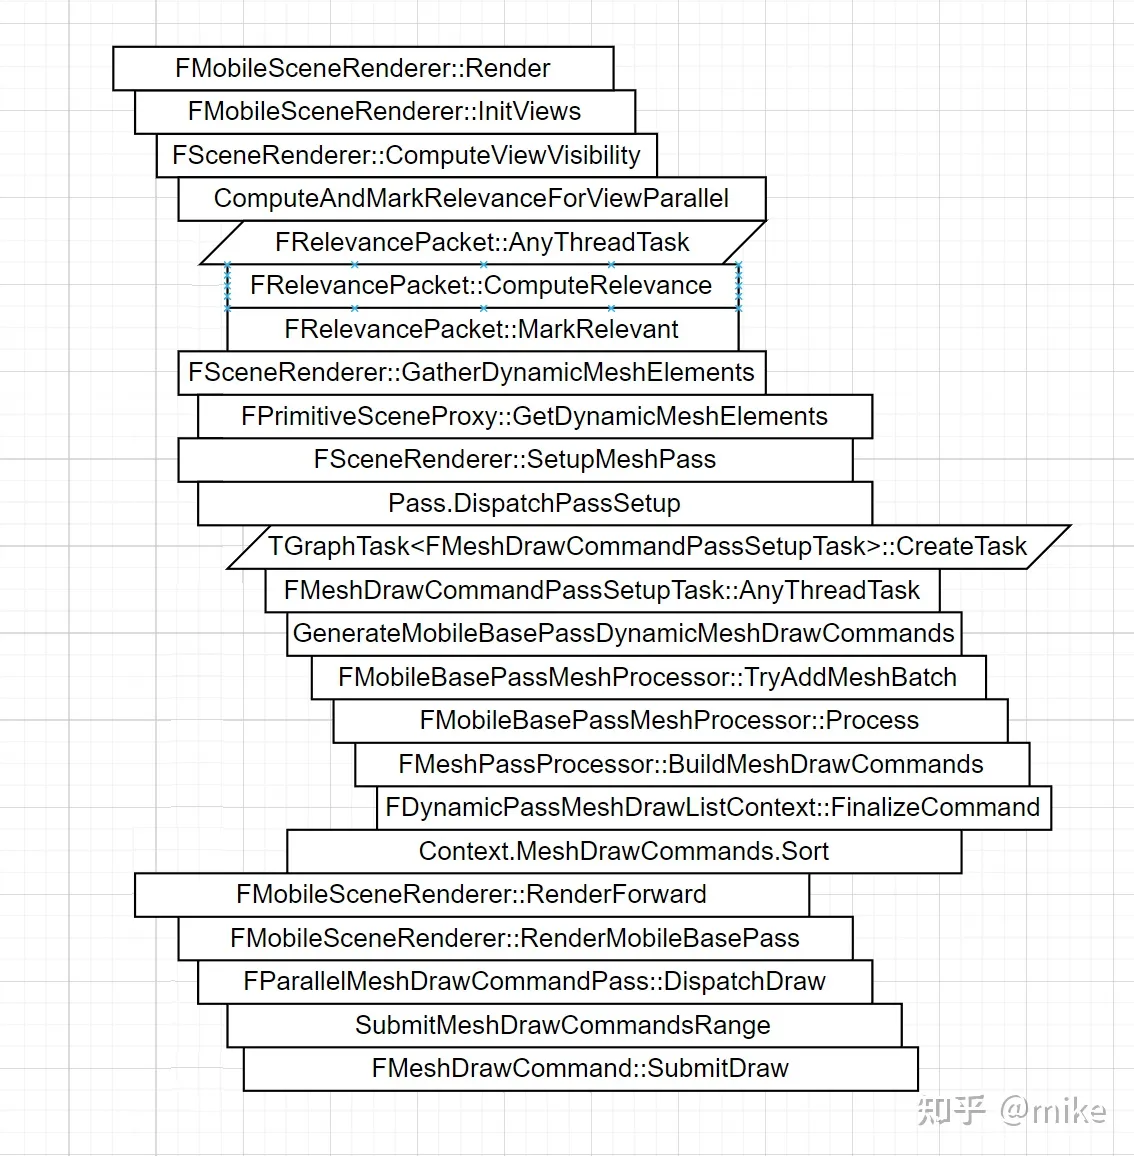 FMobileSceneRenderer::Render
FMobileSceneRenderer::InitViews
FSceneRenderer::ComputeViewVisibility
ComputeAndMarkRelevanceForViewParallel
FRelevancePacket::AnyThreadTask
FRelevancePacket::ComputeRelevance
FRelevancePacket::MarkRelevant
FSceneRenderer::GatherDynamicMeshElements
FPrimitiveSceneProxy::GetDynamicMeshElements
FSceneRenderer::SetupMeshPass
Pass.DispatchPassSetup
TGraphTask<FMeshDrawCommandPassSetupTask>::CreateTask
FMeshDrawCommandPassSetupTask::AnyThreadTask
GenerateMobileBasePassDynamicMeshDrawCommands
FMobileBasePassMeshProcessor::TryAddMeshBatch
FMobileBasePassMeshProcessor::Process
FMeshPassProcessor::BuildMeshDrawCommands
FDynamicPassMeshDrawListContext::FinalizeCommand
Context.MeshDrawCommands.Sort
FMobileSceneRenderer::RenderForward
FMobileSceneRenderer::RenderMobileBasePass
FParallelMeshDrawCommandPass::DispatchDraw
SubmitMeshDrawCommandsRange
FMeshDrawCommand::SubmitDraw
知乎 @mike